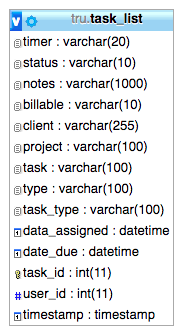 v tru.task_list
timer : varchar(20)
status : varchar(10)
notes : varchar(1000)
billable : varchar(10)
client : varchar(255)
project : varchar(100)
task : varchar(100)
type : varchar(100)
task_type : varchar(100)
data_assigned : datetime
date_due : datetime
task_id : int(11)
# user_id : int(11)
timestamp : timestamp